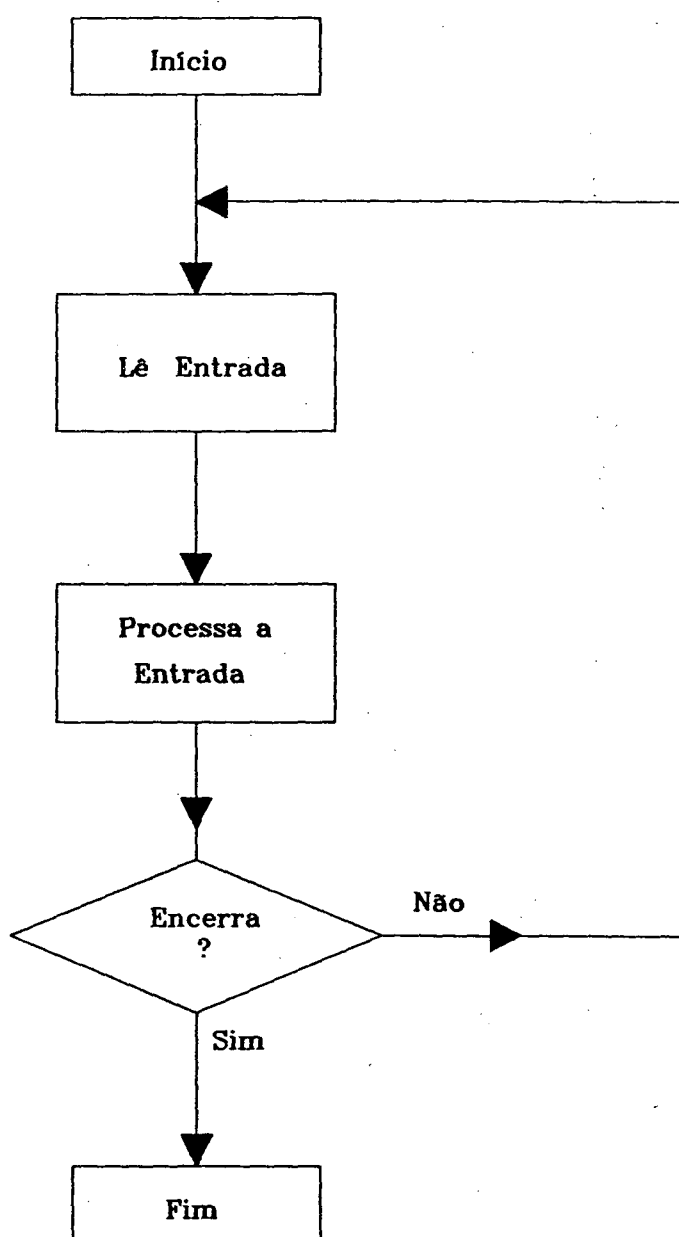 Início
Lê Entrada
Processa a
Entrada
Encerra
?
Não
Sim
Fim